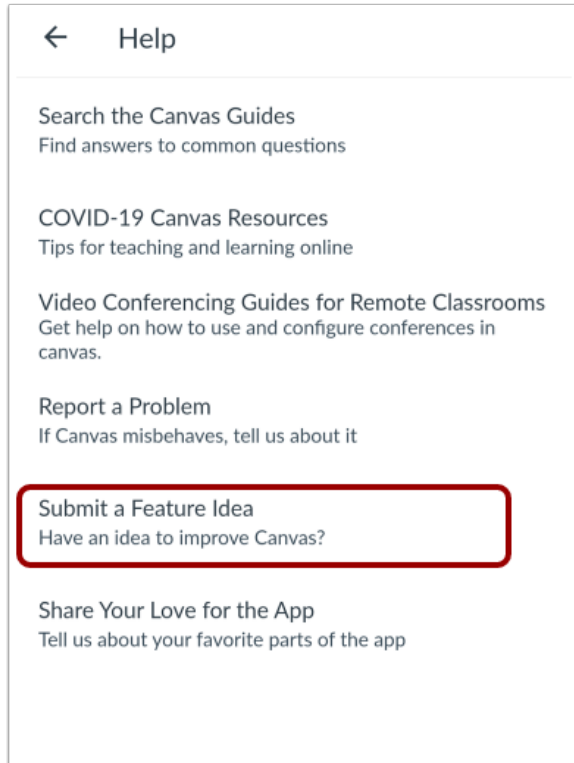 Help
Search the Canvas Guides
Find answers to common questions
COVID-19 Canvas Resources
Tips for teaching and learning online
Video Conferencing Guides for Remote Classrooms
Get help on how to use and configure conferences in
canvas.
Report a Problem
If Canvas misbehaves, tell us about it
Submit a Feature Idea
Have an idea to improve Canvas?
Share Your Love for the App
Tell us about your favorite parts of the app